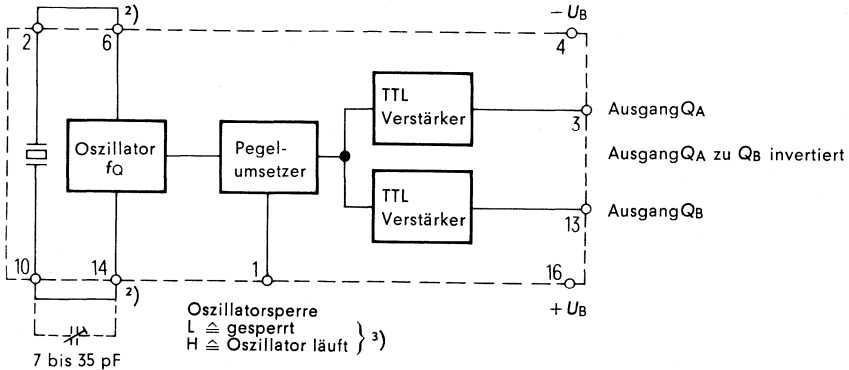 2)
– UB
2
6
4
TTL
Verstärker
3
Ausgang QA
Oszillator
fQ
Pegel-
umsetzer
Ausgang QA zu QB invertiert
TTL
Verstärker
13
Ausgang QB
10
14
1
16
2)
+ UB
Oszillatorsperre
L ≙ gesperrt
H ≙ Oszillator läuft } 3)
7 bis 35 pF